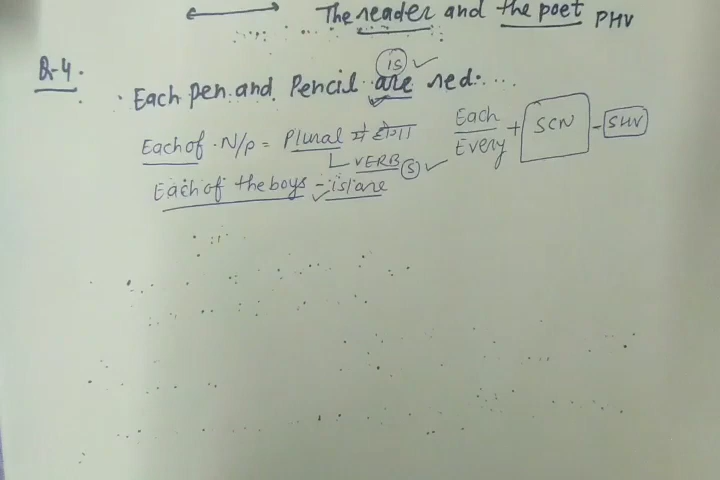 The reader and the poet PHV
Q-4.
is
Each pen and Pencil are red....
Each of N/P = Plural में होगा
VERB (S)
Each of the boys - is/are
Each
Every + SCN - SHV